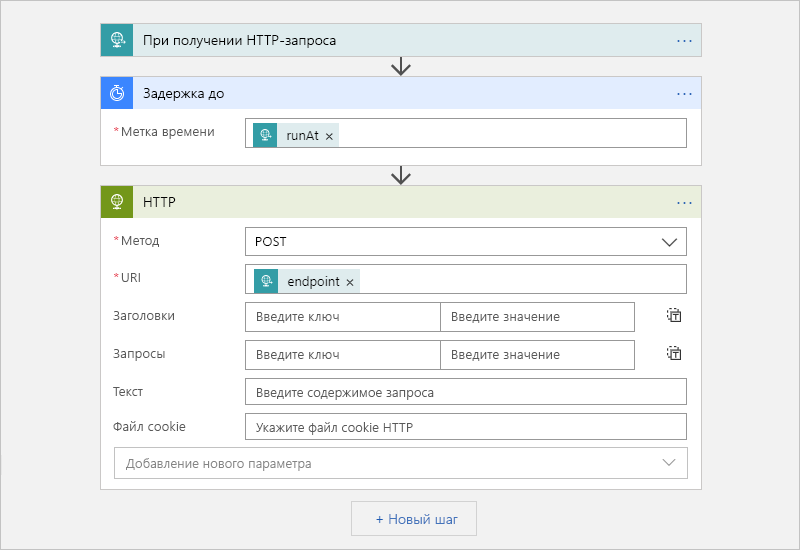 При получении HTTP-запроса ...
Задержка до ...
*Метка времени runAt ×
HTTP ...
*Метод POST
*URI endpoint ×
Заголовки Введите ключ Введите значение
Запросы Введите ключ Введите значение
Текст Введите содержимое запроса
Файл cookie Укажите файл cookie HTTP
Добавление нового параметра
+ Новый шаг